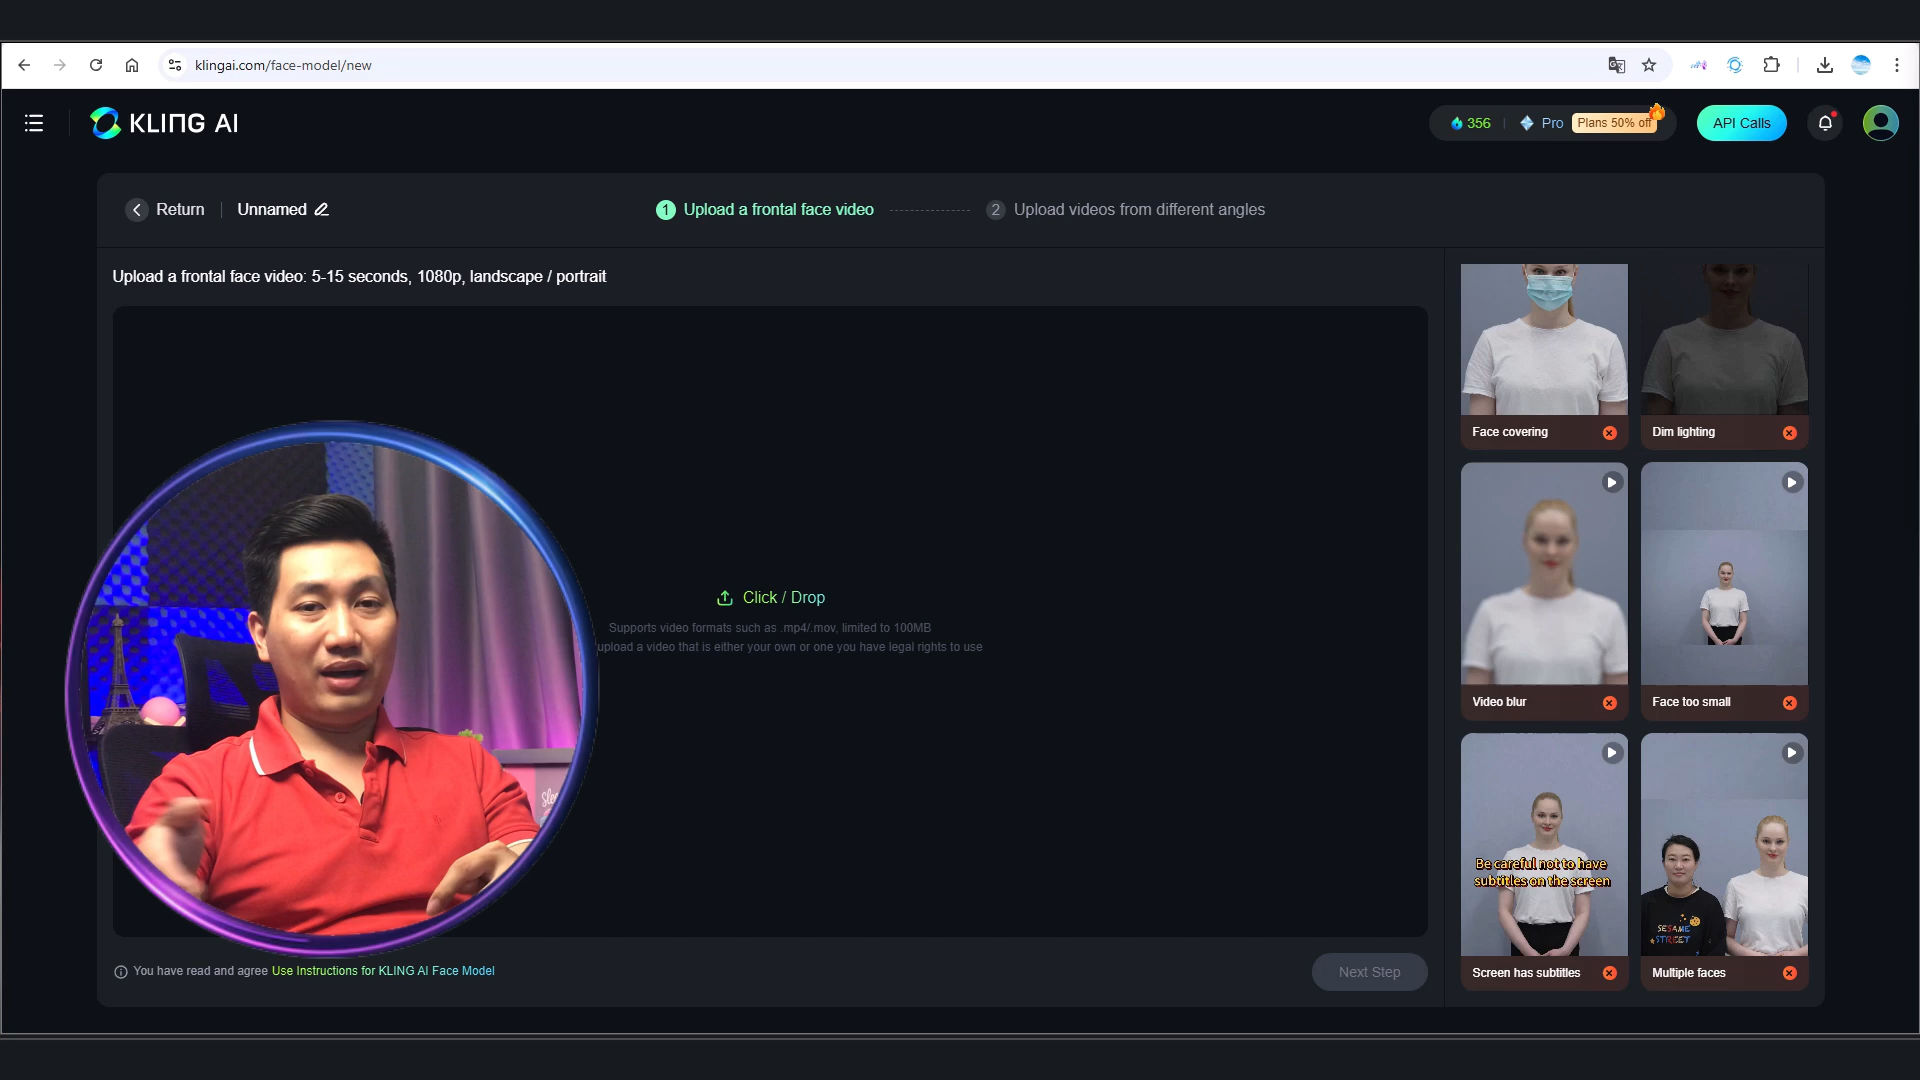 klingai.com/face-model/new
KLING AI
356 | Pro Plans 50% off
API Calls
Return | Unnamed
1 Upload a frontal face video
2 Upload videos from different angles
Upload a frontal face video: 5-15 seconds, 1080p, landscape / portrait
Click / Drop
Supports video formats such as .mp4/.mov, limited to 100MB
upload a video that is either your own or one you have legal rights to use
You have read and agree Use Instructions for KLING AI Face Model
Next Step
Face covering
Dim lighting
Video blur
Face too small
Be careful not to have
subtitles on the screen
SESAME
STREET
Screen has subtitles
Multiple faces